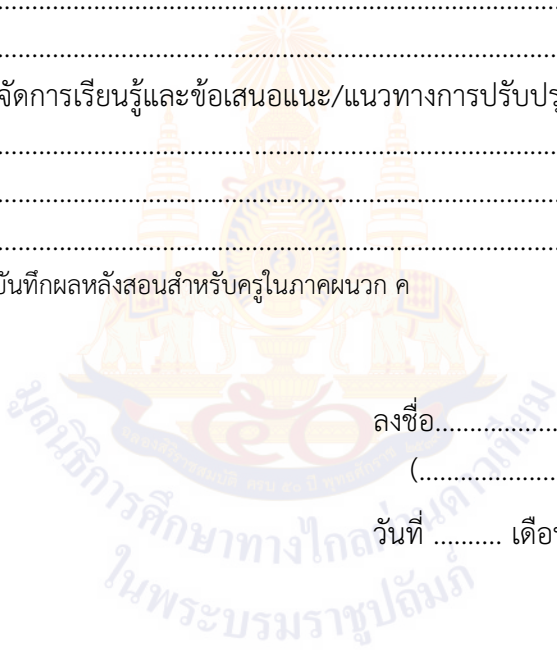 ................................................................................
................................................................................
จัดการเรียนรู้และข้อเสนอแนะ/แนวทางการปรับปรุ
................................................................................
................................................................................
................................................................................
บันทึกผลหลังสอนสำหรับครูในภาคผนวก ค
ลงชื่อ....................
(....................
วันที่ .......... เดือน
๕๐
มูลนิธิการศึกษาทางไกลผ่านดาวเทียม
ในพระบรมราชูปถัมภ์